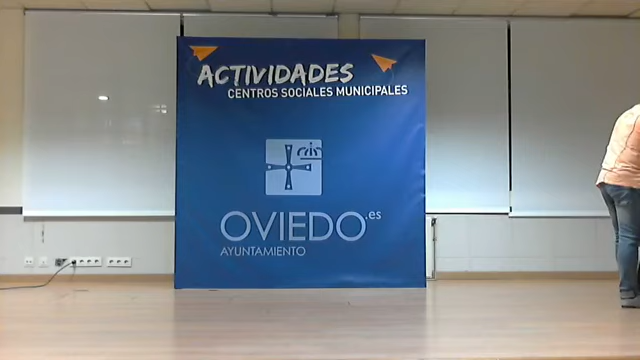 ACTIVIDADES
CENTROS SOCIALES MUNICIPALES
OVIEDO.es
AYUNTAMIENTO